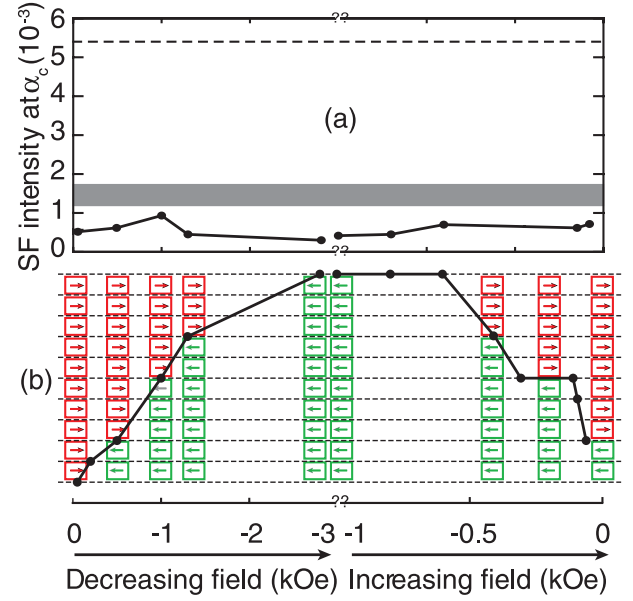 ??
6
5
4
3
2
1
0
SF intensity at α_c (10⁻³)
(a)
??
(b)
??
0 -1 -2 -3 -1 -0.5 0
Decreasing field (kOe) Increasing field (kOe)